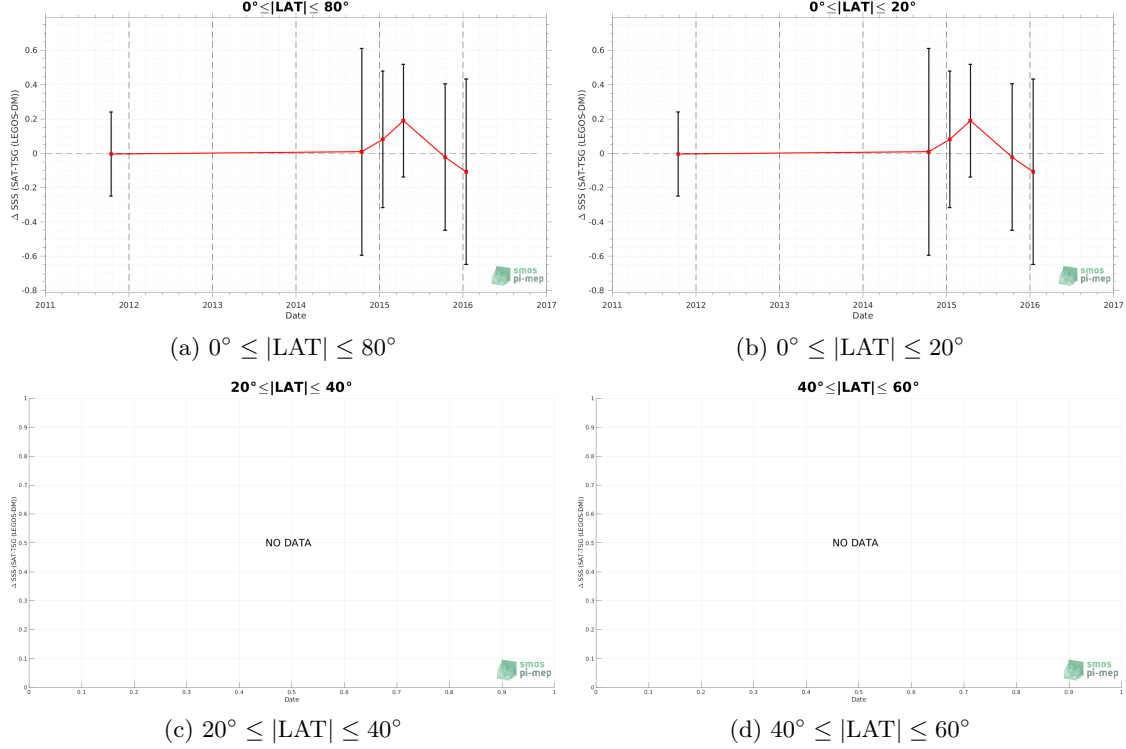 0°≤|LAT|≤ 80°
Δ SSS (SAT-TSG (LEGOS-DM))
0.6
0.4
0.2
0
-0.2
-0.4
-0.6
-0.8
2011 2012 2013 2014 2015 2016 2017
Date
smos
pi-mep
(a) 0° ≤ |LAT| ≤ 80°
0°≤|LAT|≤ 20°
Δ SSS (SAT-TSG (LEGOS-DM))
0.6
0.4
0.2
0
-0.2
-0.4
-0.6
-0.8
2011 2012 2013 2014 2015 2016 2017
Date
smos
pi-mep
(b) 0° ≤ |LAT| ≤ 20°
20°≤|LAT|≤ 40°
Δ SSS (SAT-TSG (LEGOS-DM))
1
0.9
0.8
0.7
0.6
0.5
0.4
0.3
0.2
0.1
0
NO DATA
0 0.1 0.2 0.3 0.4 0.5 0.6 0.7 0.8 0.9 1
Date
smos
pi-mep
(c) 20° ≤ |LAT| ≤ 40°
40°≤|LAT|≤ 60°
Δ SSS (SAT-TSG (LEGOS-DM))
1
0.9
0.8
0.7
0.6
0.5
0.4
0.3
0.2
0.1
0
NO DATA
0 0.1 0.2 0.3 0.4 0.5 0.6 0.7 0.8 0.9 1
Date
smos
pi-mep
(d) 40° ≤ |LAT| ≤ 60°